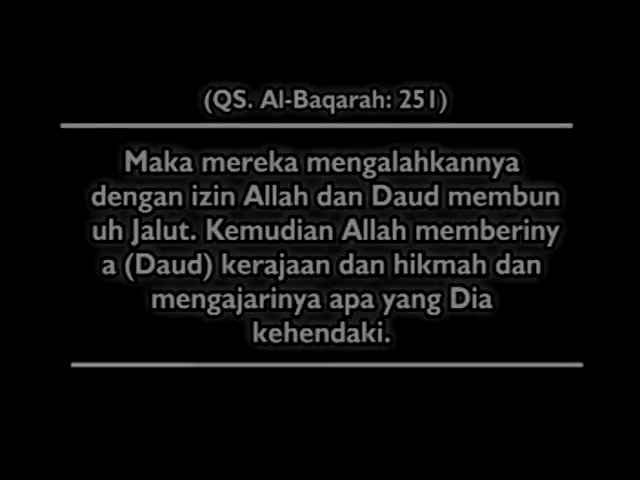 (QS. Al-Baqarah: 251)
Maka mereka mengalahkannya
dengan izin Allah dan Daud membun
uh Jalut. Kemudian Allah memberiny
a (Daud) kerajaan dan hikmah dan
mengajarinya apa yang Dia
kehendaki.